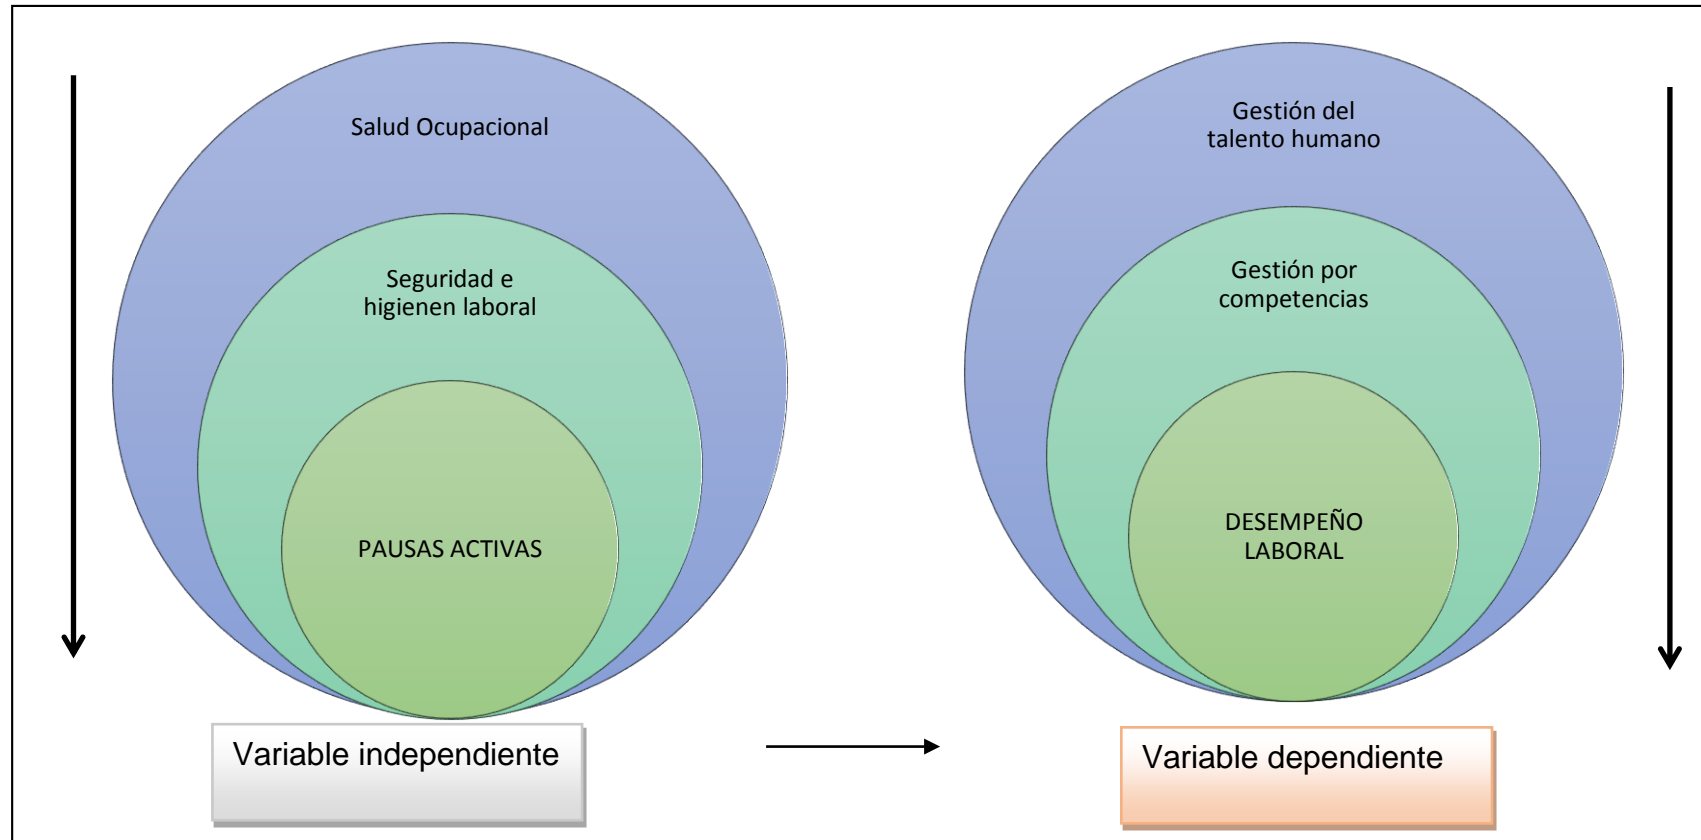 Salud Ocupacional
Seguridad e
higienen laboral
PAUSAS ACTIVAS
Variable independiente
Gestión del
talento humano
Gestión por
competencias
DESEMPEÑO
LABORAL
Variable dependiente